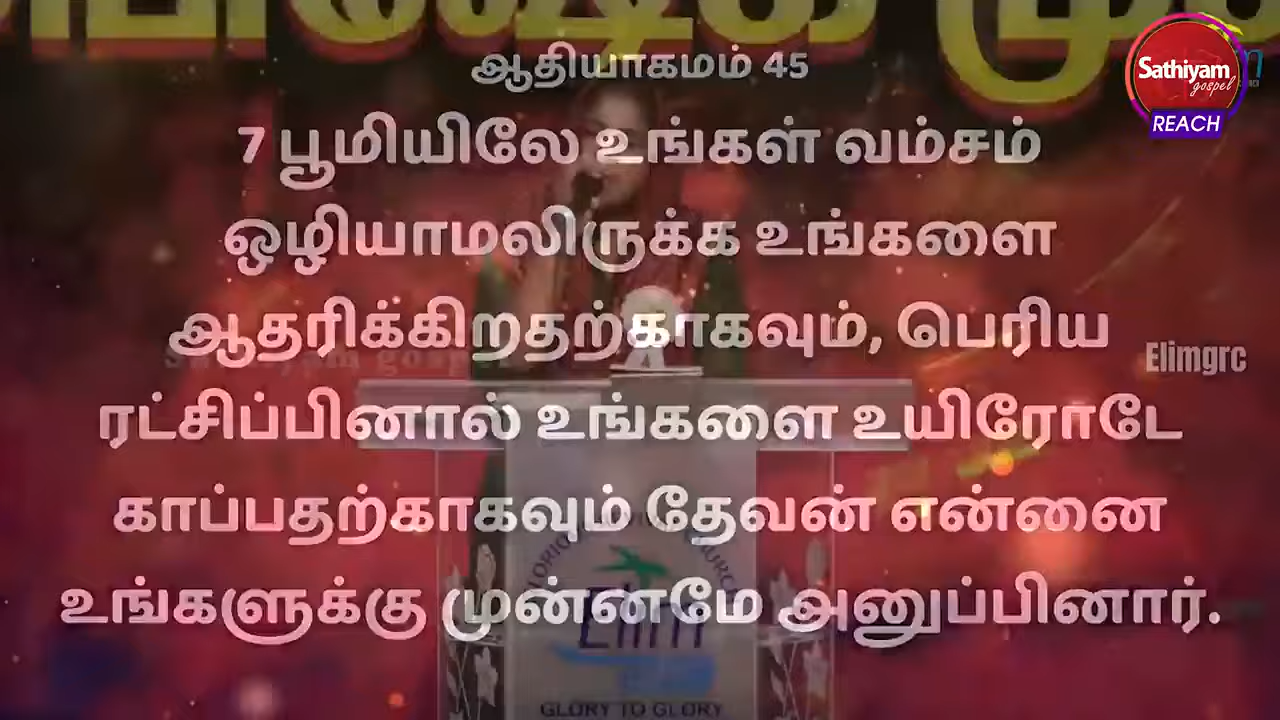 ஆதியாகமம் 45
7 பூமியிலே உங்கள் வம்சம்
ஒழியாமலிருக்க உங்களை
ஆதரிக்கிறதற்காகவும், பெரிய
ரட்சிப்பினால் உங்களை உயிரோடே
காப்பதற்காகவும் தேவன் என்னை
உங்களுக்கு முன்னமே அனுப்பினார்.
Sathiyam
gospel
REACH
Elimgrc
Elim
GLORY TO GLORY